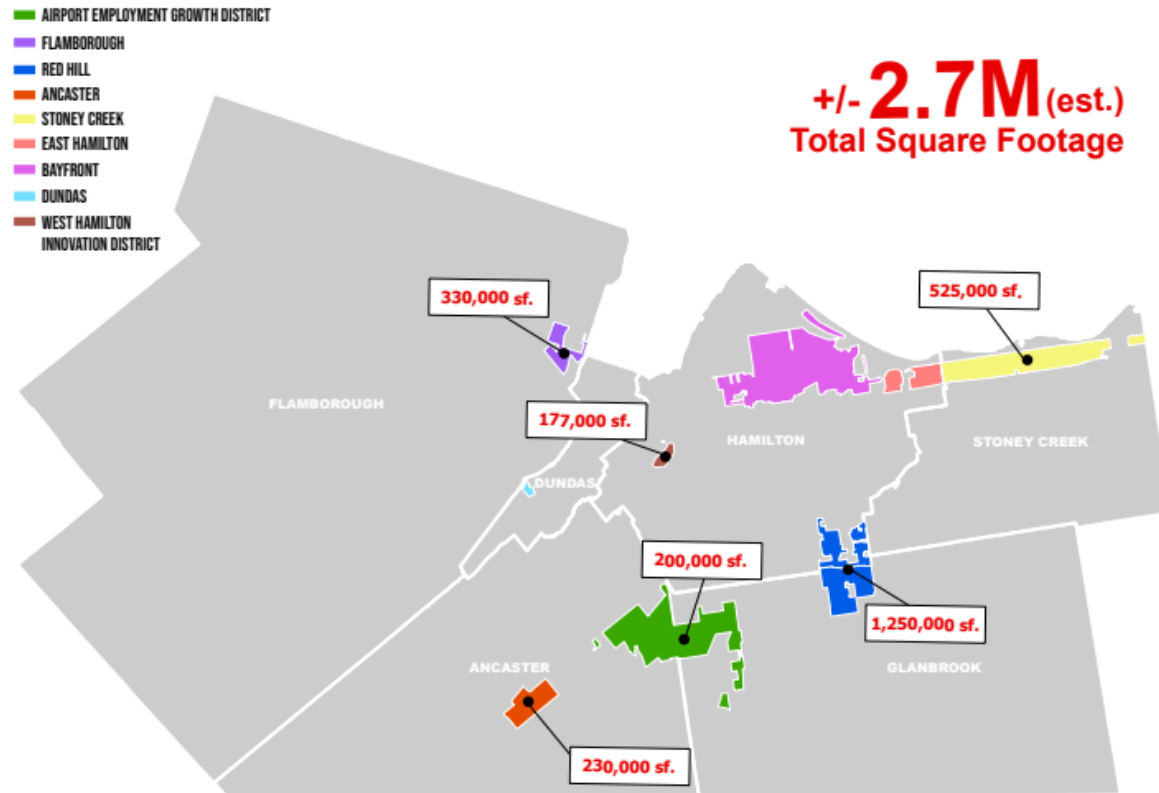 AIRPORT EMPLOYMENT GROWTH DISTRICT
FLAMBOROUGH
RED HILL
ANCASTER
STONEY CREEK
EAST HAMILTON
BAYFRONT
DUNDAS
WEST HAMILTON
INNOVATION DISTRICT
+/- 2.7M (est.)
Total Square Footage
330,000 sf.
525,000 sf.
FLAMBOROUGH
177,000 sf.
HAMILTON
STONEY CREEK
DUNDAS
200,000 sf.
1,250,000 sf.
ANCASTER
GLANBROOK
230,000 sf.